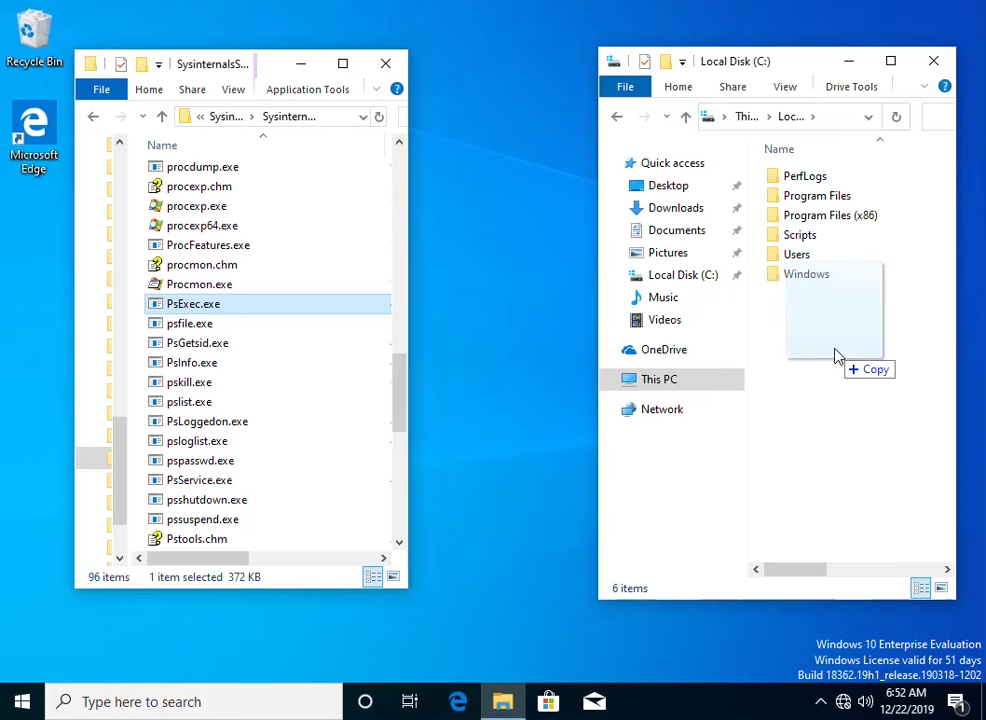 Recycle Bin
Microsoft
Edge
SysinternalsS...
File
Home
Share
View
Application Tools
« Sysin... > Sysintern...
Name
procdump.exe
procexp.chm
procexp.exe
procexp64.exe
ProcFeatures.exe
procmon.chm
Procmon.exe
PsExec.exe
psfile.exe
PsGetsid.exe
PsInfo.exe
pskill.exe
pslist.exe
PsLoggedon.exe
psloglist.exe
pspasswd.exe
PsService.exe
psshutdown.exe
pssuspend.exe
Pstools.chm
96 items
1 item selected 372 KB
Local Disk (C:)
File
Home
Share
View
Drive Tools
> Thi... > Loc... >
Quick access
Desktop
Downloads
Documents
Pictures
Local Disk (C:)
Music
Videos
OneDrive
This PC
Network
Name
PerfLogs
Program Files
Program Files (x86)
Scripts
Users
Windows
+ Copy
6 items
Windows 10 Enterprise Evaluation
Windows License valid for 51 days
Build 18362.19h1_release.190318-1202
Type here to search
6:52 AM
12/22/2019
1